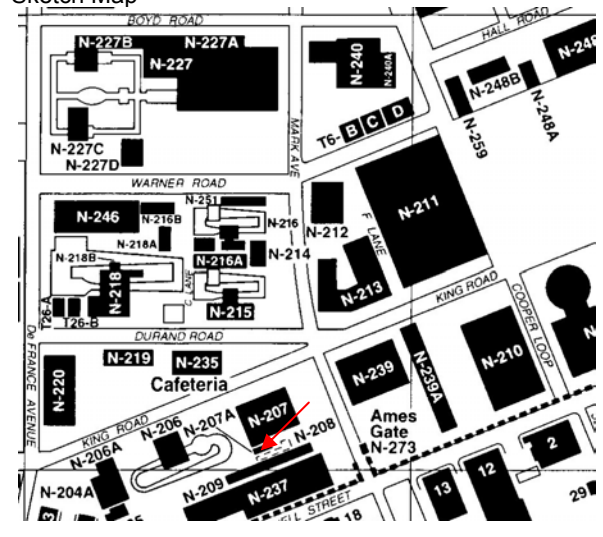 Sketch Map
BOYD ROAD
HALL ROAD
N-227B
N-227A
N-227
N-240
N-240A
N-248
N-248B
N-248A
N-259
T6-
B
C
D
N-227C
N-227D
MARK AVE
WARNER ROAD
N-251
N-246
N-216B
N-216
N-212
N-211
F LANE
N-218A
N-218B
N-216A
N-214
N-218
C LANE
N-213
KING ROAD
T26-A
T26-B
N-215
COOPER LOOP
DURAND ROAD
De FRANCE AVENUE
N-219
N-235
Cafeteria
N-220
N-239
N-239A
N-210
N-
KING ROAD
N-206
N-207A
N-207
N-208
Ames
Gate
N-273
N-206A
N-204A
N-209
N-237
2
12
13
29
18